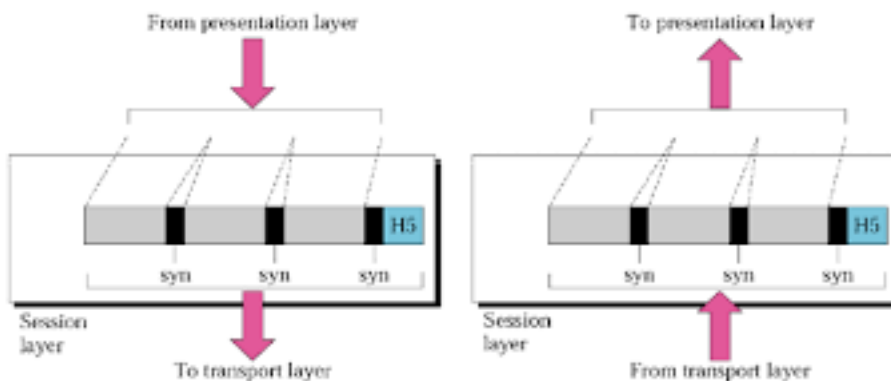 From presentation layer
To presentation layer
H5
H5
syn syn syn
syn syn syn
Session
layer
Session
layer
To transport layer
From transport layer